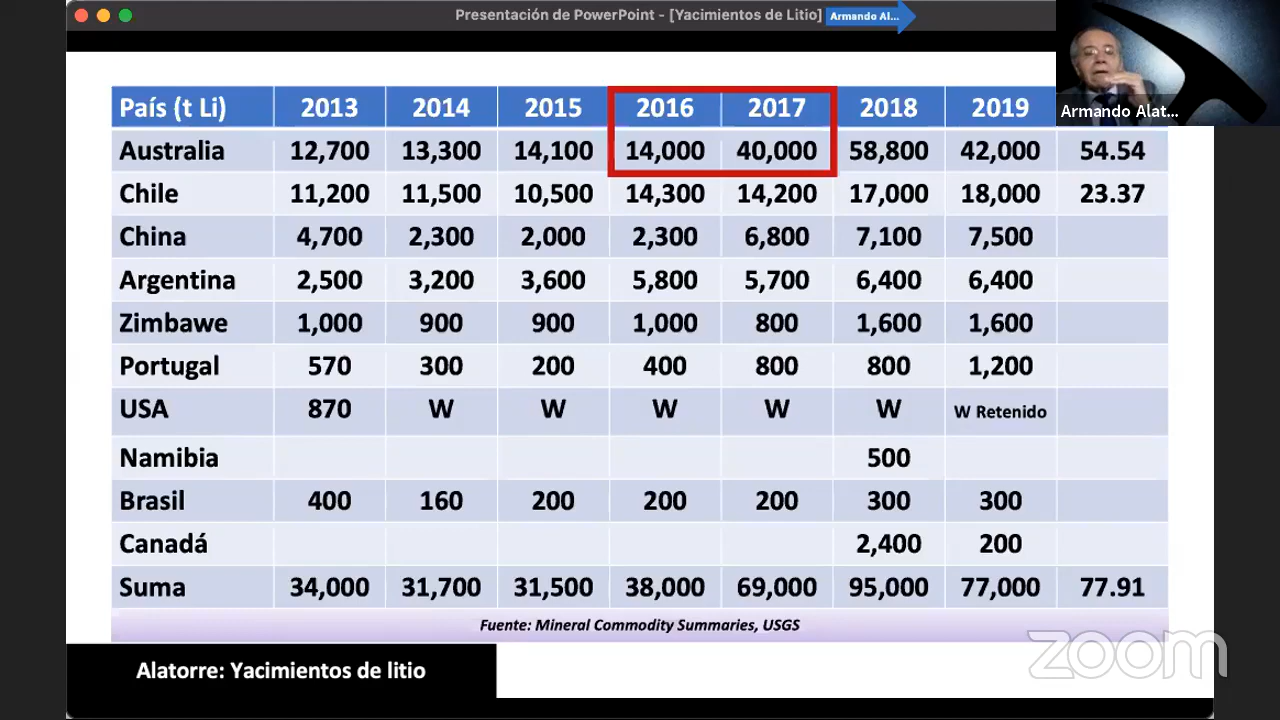 Presentación de PowerPoint - [Yacimientos de Litio] Armando Al...
Armando Alat...
País (t Li) 2013 2014 2015 2016 2017 2018 2019
Australia 12,700 13,300 14,100 14,000 40,000 58,800 42,000 54.54
Chile 11,200 11,500 10,500 14,300 14,200 17,000 18,000 23.37
China 4,700 2,300 2,000 2,300 6,800 7,100 7,500
Argentina 2,500 3,200 3,600 5,800 5,700 6,400 6,400
Zimbawe 1,000 900 900 1,000 800 1,600 1,600
Portugal 570 300 200 400 800 800 1,200
USA 870 W W W W W W Retenido
Namibia 500
Brasil 400 160 200 200 200 300 300
Canadá 2,400 200
Suma 34,000 31,700 31,500 38,000 69,000 95,000 77,000 77.91
Fuente: Mineral Commodity Summaries, USGS
Alatorre: Yacimientos de litio
zoom